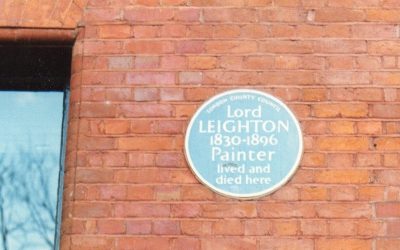 LONDON COUNTY COUNCIL
Lord
LEIGHTON
1830-1896
Painter
lived and
died here